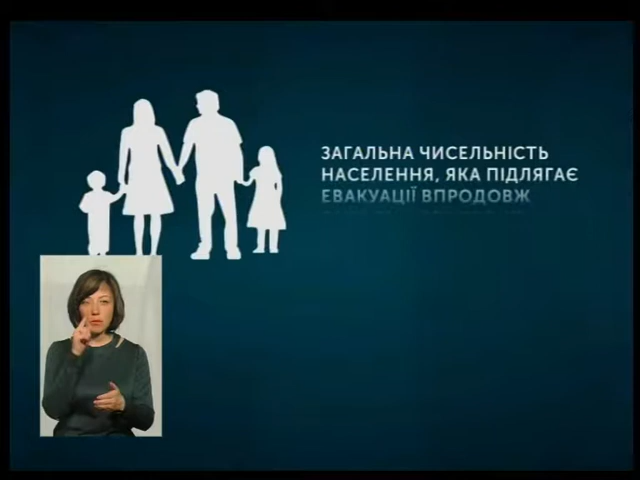 ЗАГАЛЬНА ЧИСЕЛЬНІСТЬ
НАСЕЛЕННЯ, ЯКА ПІДЛЯГАЄ
ЕВАКУАЦІЇ ВПРОДОВЖ